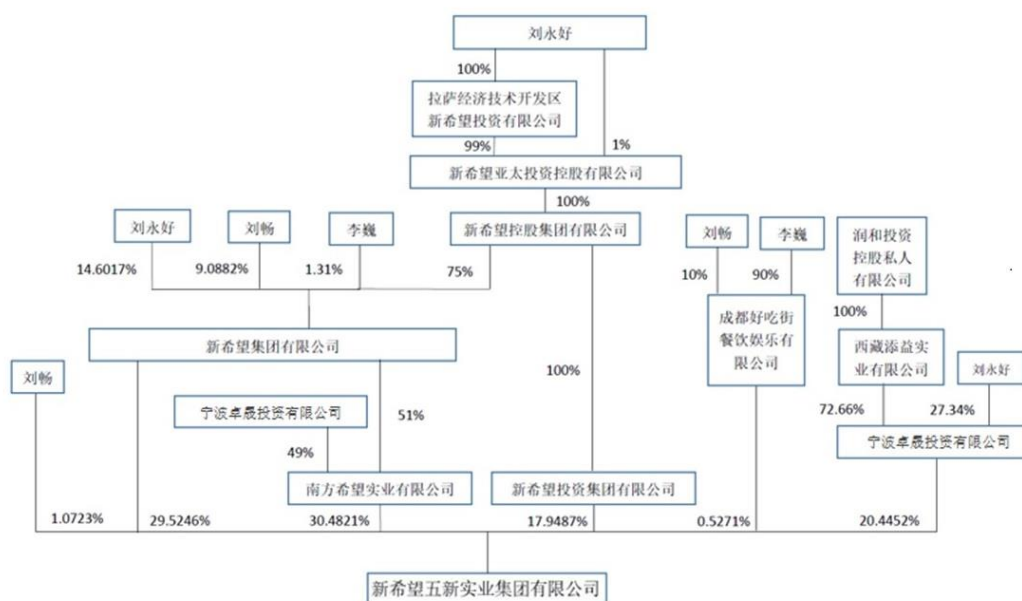 刘永好
100%
拉萨经济技术开发区
新希望投资有限公司
99%
1%
新希望亚太投资控股有限公司
100%
刘永好
刘畅
李巍
新希望控股集团有限公司
刘畅
李巍
润和投资
控股私人
有限公司
14.6017%
9.0882%
1.31%
75%
10%
90%
100%
新希望集团有限公司
成都好吃街
餐饮娱乐有
限公司
西藏添益实
业有限公司
刘畅
刘永好
100%
宁波卓晟投资有限公司
51%
72.66%
27.34%
49%
宁波卓晟投资有限公司
南方希望实业有限公司
新希望投资集团有限公司
1.0723%
29.5246%
30.4821%
17.9487%
0.5271%
20.4452%
新希望五新实业集团有限公司